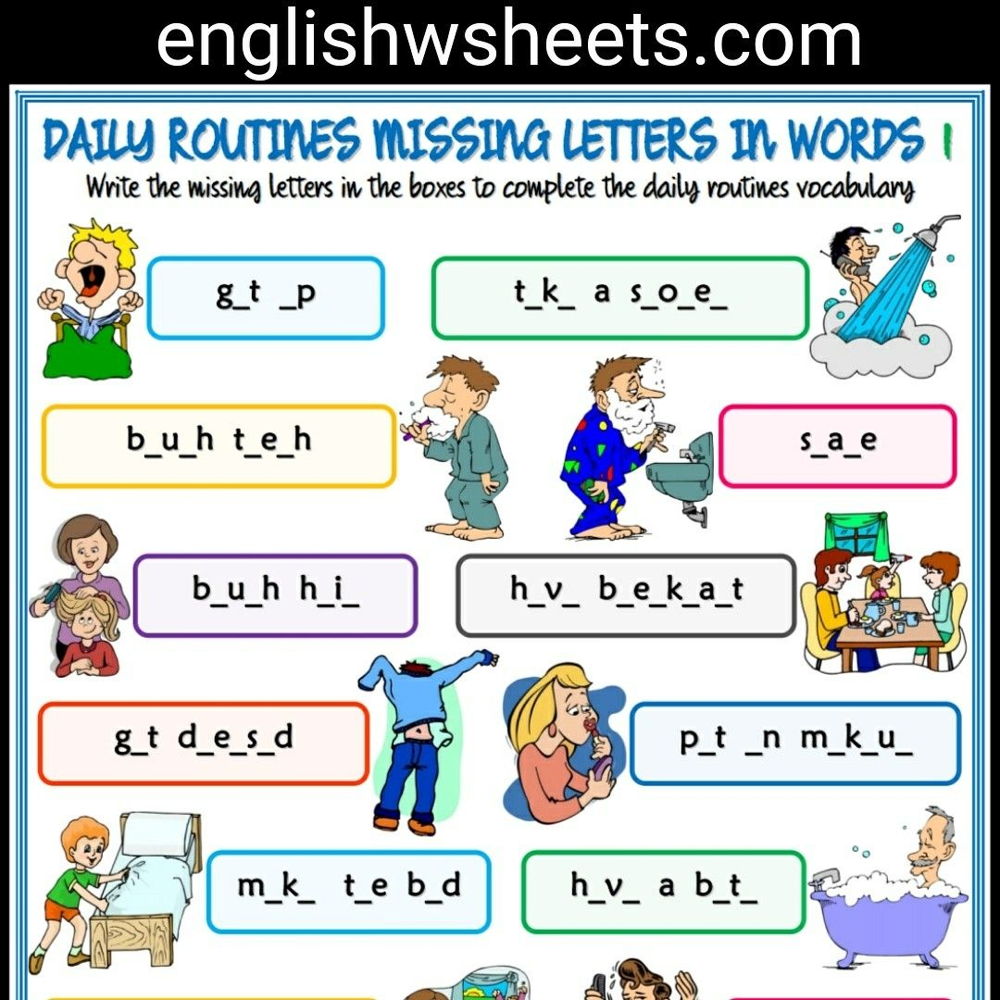 englishwsheets.com
DAILY ROUTINES MISSING LETTERS IN WORDS 1
Write the missing letters in the boxes to complete the daily routines vocabulary
g_t _p
t_k_ a s_o_e_
b_u_h t_e_h
s_a_e
b_u_h h_i_
h_v_ b_e_k_a_t
g_t d_e_s_d
p_t _n m_k_u_
m_k_ t_e b_d
h_v_ a b_t_